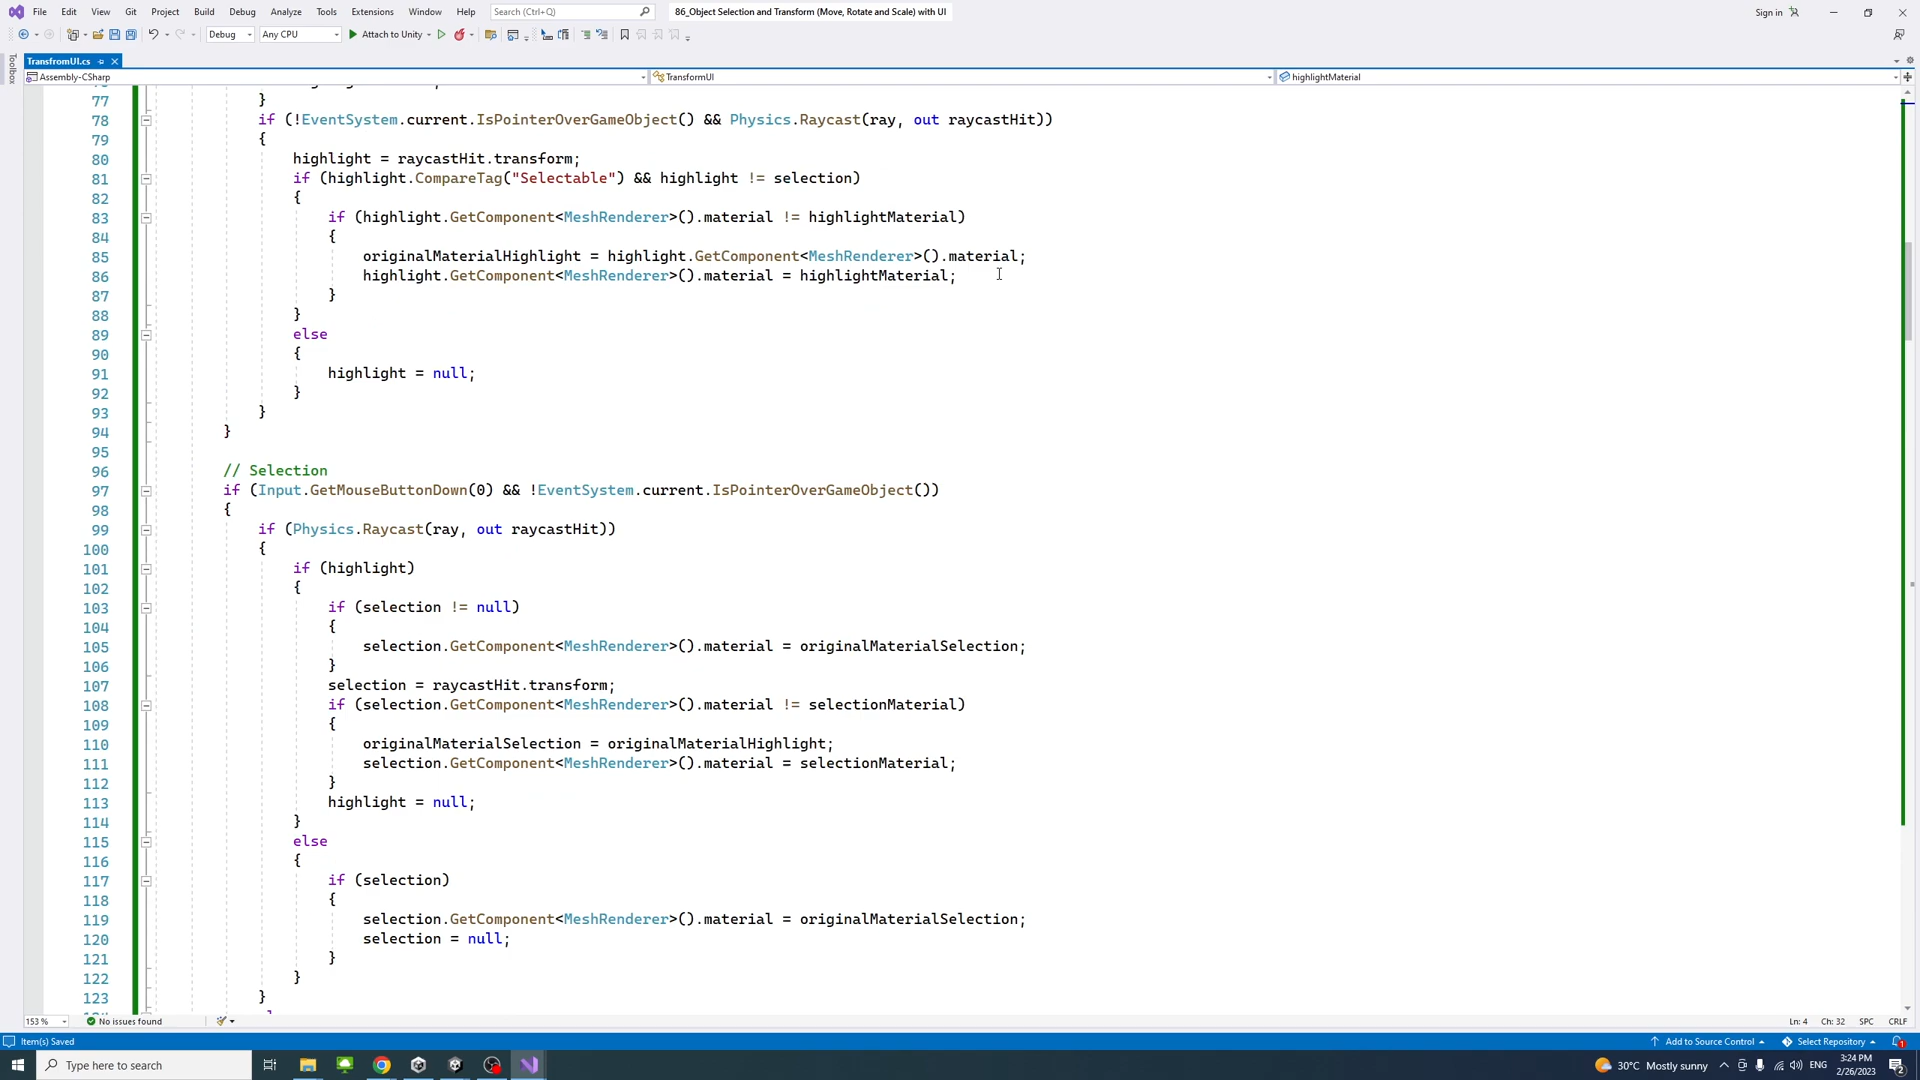 File Edit View Git Project Build Debug Analyze Tools Extensions Window Help Search (Ctrl+Q) 86_Object Selection and Transform (Move, Rotate and Scale) with UI Sign in
Debug Any CPU Attach to Unity
Toolbox
TransfromUI.cs
Assembly-CSharp TransformUI highlightMaterial
77 }
78 if (!EventSystem.current.IsPointerOverGameObject() && Physics.Raycast(ray, out raycastHit))
79 {
80 highlight = raycastHit.transform;
81 if (highlight.CompareTag("Selectable") && highlight != selection)
82 {
83 if (highlight.GetComponent<MeshRenderer>().material != highlightMaterial)
84 {
85 originalMaterialHighlight = highlight.GetComponent<MeshRenderer>().material;
86 highlight.GetComponent<MeshRenderer>().material = highlightMaterial;
87 }
88 }
89 else
90 {
91 highlight = null;
92 }
93 }
94 }
95
96 // Selection
97 if (Input.GetMouseButtonDown(0) && !EventSystem.current.IsPointerOverGameObject())
98 {
99 if (Physics.Raycast(ray, out raycastHit))
100 {
101 if (highlight)
102 {
103 if (selection != null)
104 {
105 selection.GetComponent<MeshRenderer>().material = originalMaterialSelection;
106 }
107 selection = raycastHit.transform;
108 if (selection.GetComponent<MeshRenderer>().material != selectionMaterial)
109 {
110 originalMaterialSelection = originalMaterialHighlight;
111 selection.GetComponent<MeshRenderer>().material = selectionMaterial;
112 }
113 highlight = null;
114 }
115 else
116 {
117 if (selection)
118 {
119 selection.GetComponent<MeshRenderer>().material = originalMaterialSelection;
120 selection = null;
121 }
122 }
123 }
153 % No issues found Ln: 4 Ch: 32 SPC CRLF
Item(s) Saved Add to Source Control Select Repository 1
Type here to search 30°C Mostly sunny ENG 3:24 PM 2/26/2023 2